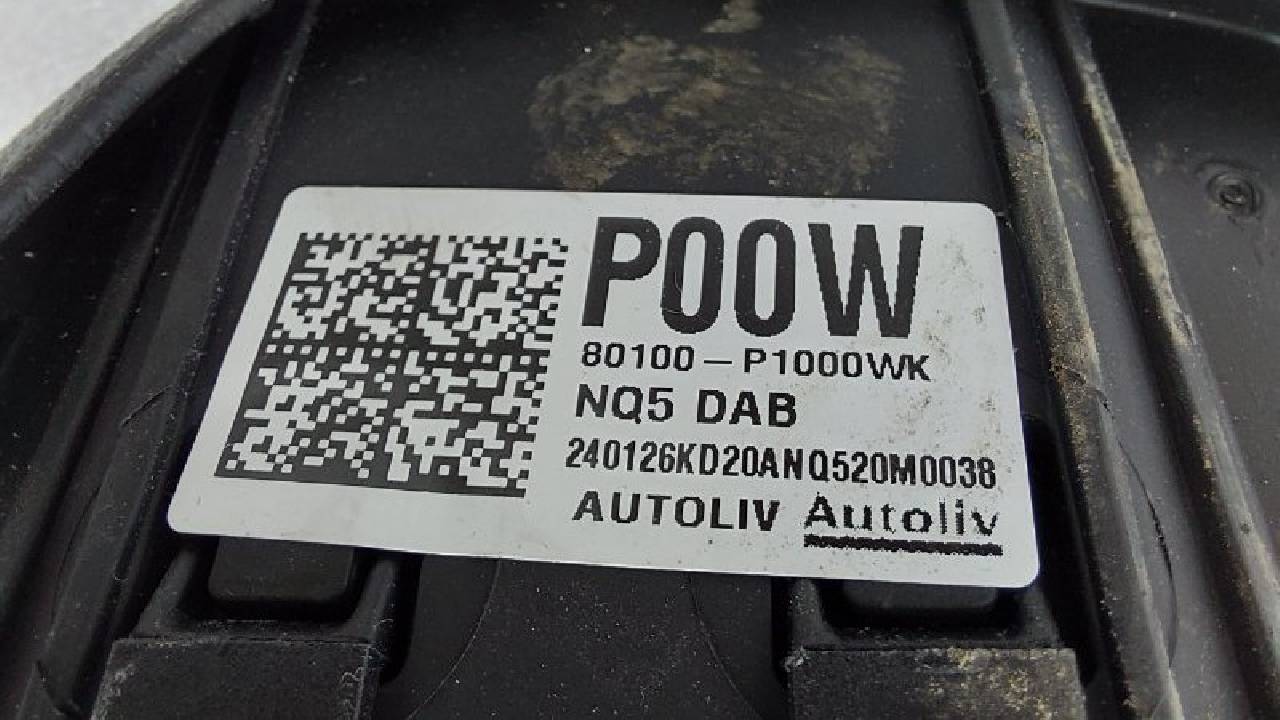 P00W
80100-P1000WK
NQ5 DAB
240126KD20ANQ520M0038
AUTOLIV Autoliv